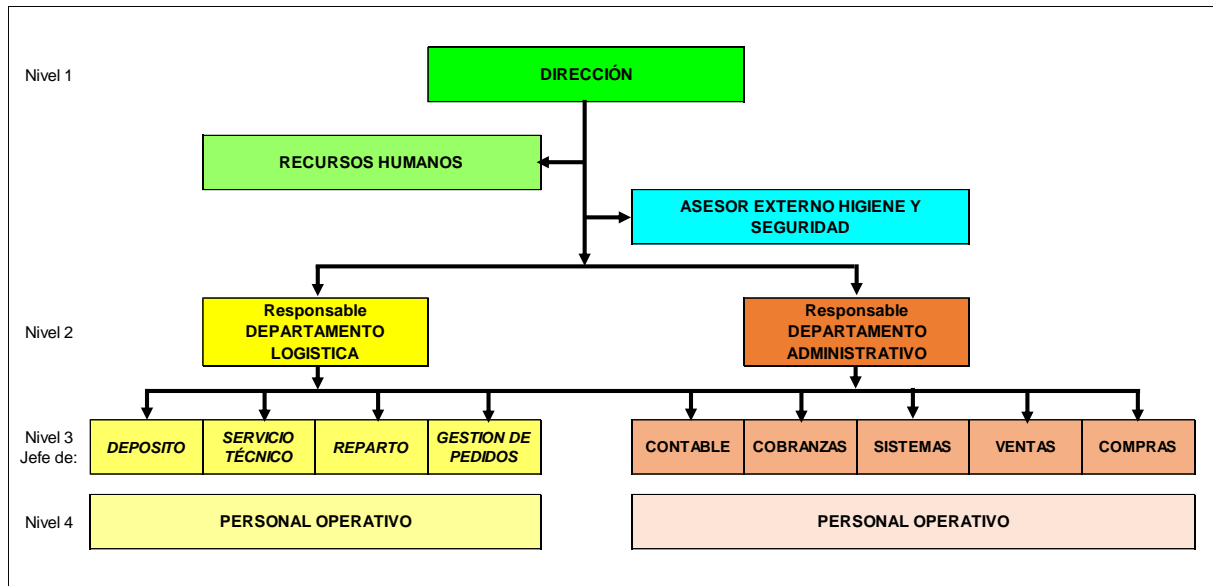 Nivel 1
DIRECCIÓN
RECURSOS HUMANOS
ASESOR EXTERNO HIGIENE Y
SEGURIDAD
Nivel 2
Responsable
DEPARTAMENTO
LOGISTICA
Responsable
DEPARTAMENTO
ADMINISTRATIVO
Nivel 3
Jefe de:
DEPOSITO
SERVICIO
TÉCNICO
REPARTO
GESTION DE
PEDIDOS
CONTABLE
COBRANZAS
SISTEMAS
VENTAS
COMPRAS
Nivel 4
PERSONAL OPERATIVO
PERSONAL OPERATIVO